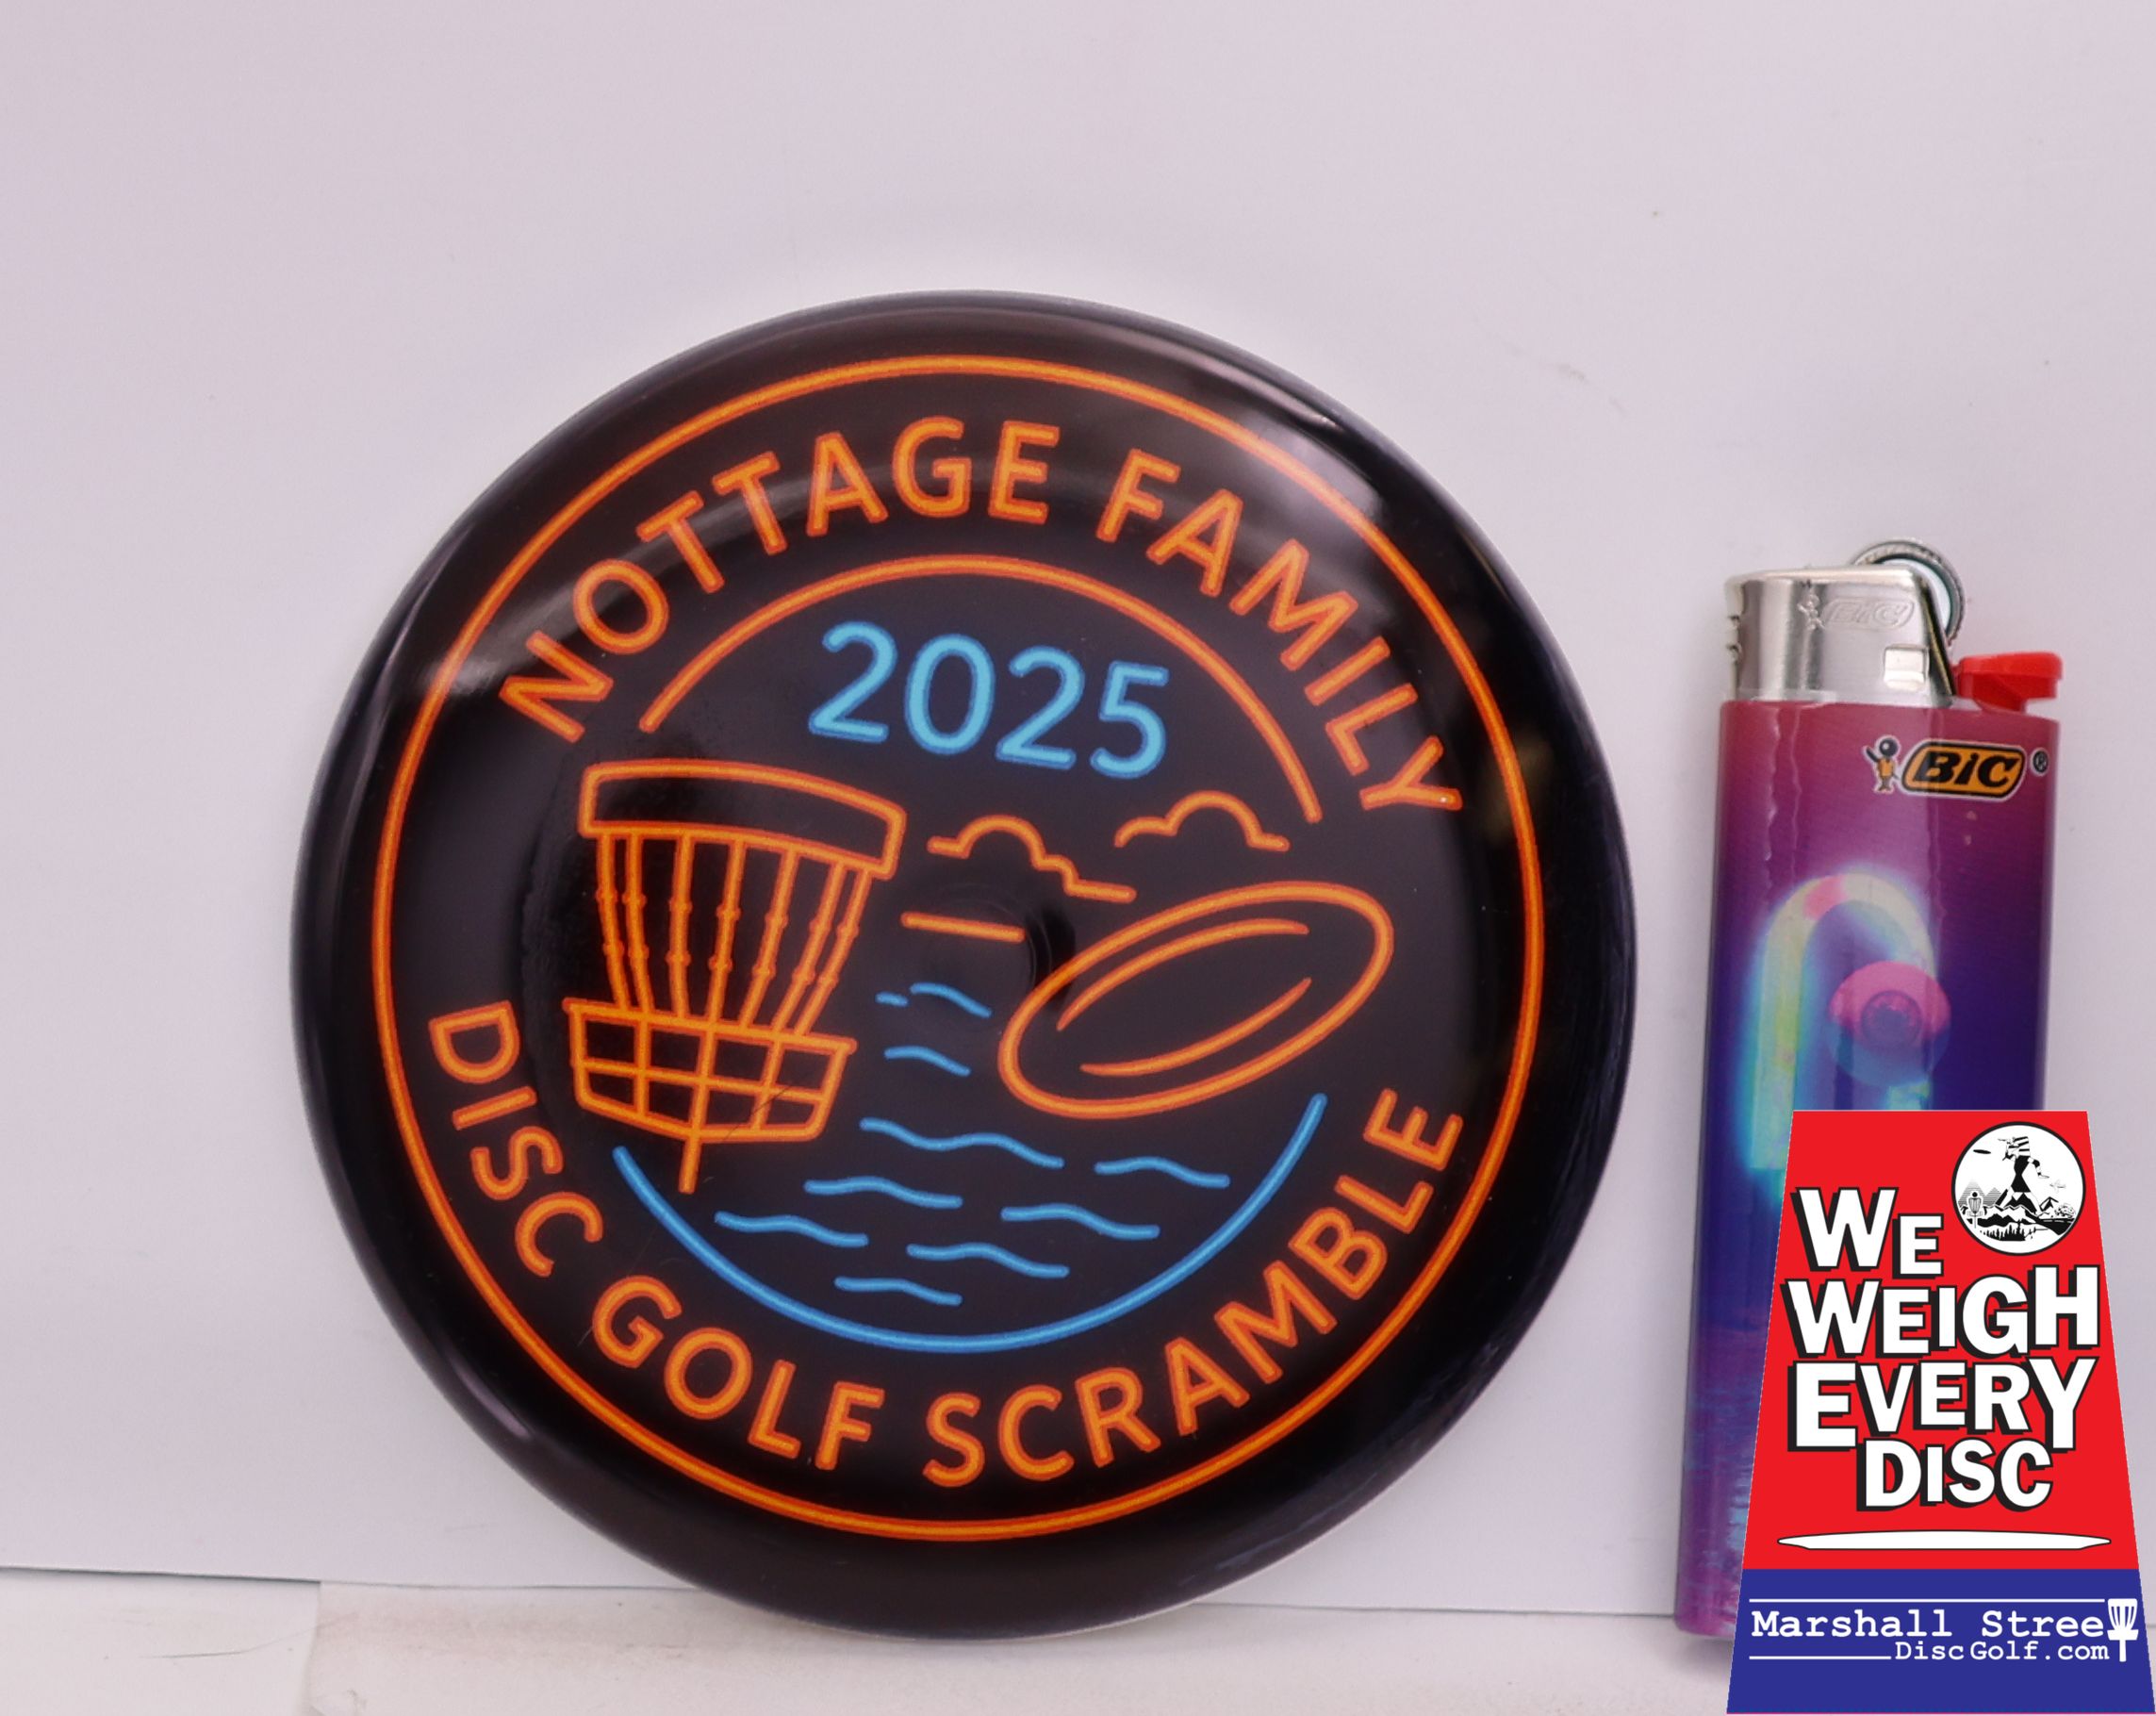 NOTTAGE FAMILY
2025
DISC GOLF SCRAMBLE
BIC
BIC®
WE
WEIGH
EVERY
DISC
Marshall Stree
DiscGolf.com